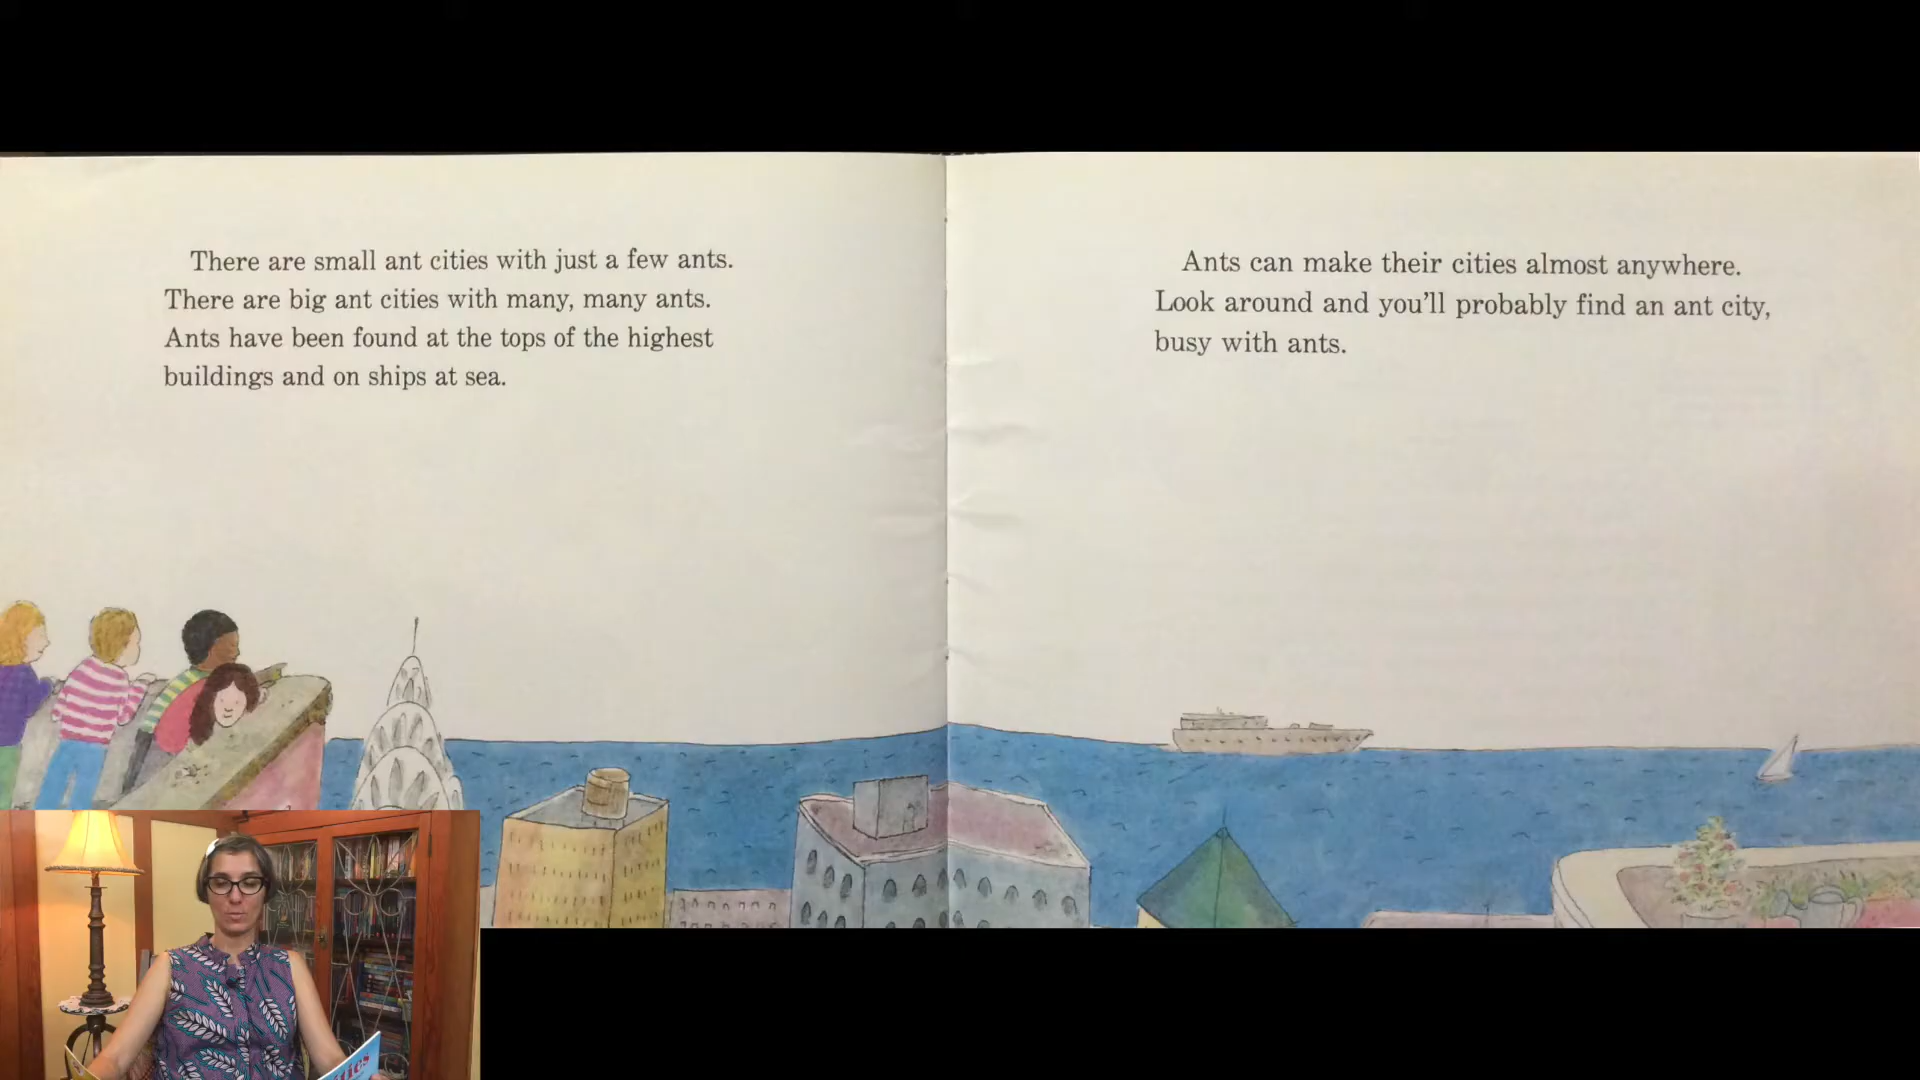 There are small ant cities with just a few ants.
There are big ant cities with many, many ants.
Ants have been found at the tops of the highest
buildings and on ships at sea.
Ants can make their cities almost anywhere.
Look around and you'll probably find an ant city,
busy with ants.